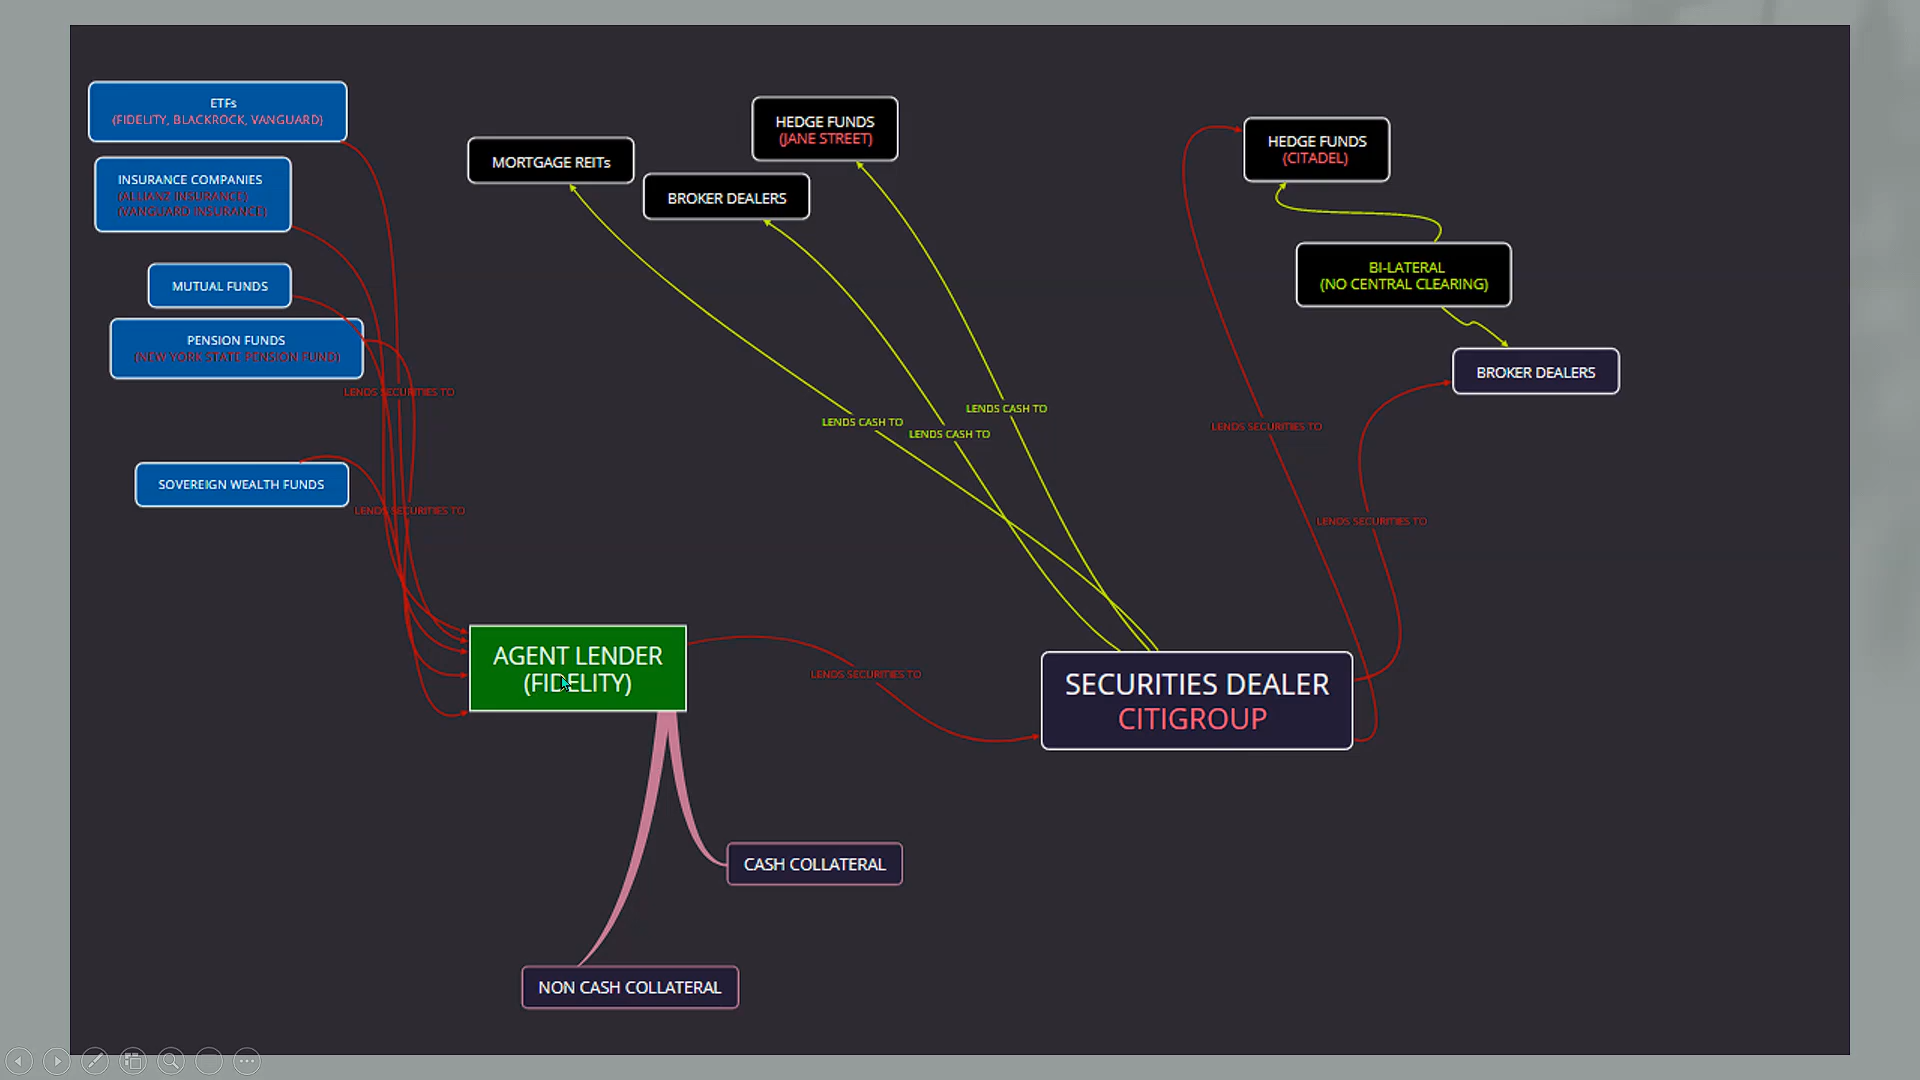 ETFs
(FIDELITY, BLACKROCK, VANGUARD)
INSURANCE COMPANIES
(ALLIANZ INSURANCE)
(VANGUARD INSURANCE)
MUTUAL FUNDS
PENSION FUNDS
(NEW YORK STATE PENSION FUND)
LENDS SECURITIES TO
SOVEREIGN WEALTH FUNDS
LENDS SECURITIES TO
MORTGAGE REITs
HEDGE FUNDS
(JANE STREET)
BROKER DEALERS
LENDS CASH TO
LENDS CASH TO
LENDS CASH TO
HEDGE FUNDS
(CITADEL)
BI-LATERAL
(NO CENTRAL CLEARING)
BROKER DEALERS
LENDS SECURITIES TO
LENDS SECURITIES TO
AGENT LENDER
(FIDELITY)
LENDS SECURITIES TO
SECURITIES DEALER
CITIGROUP
CASH COLLATERAL
NON CASH COLLATERAL